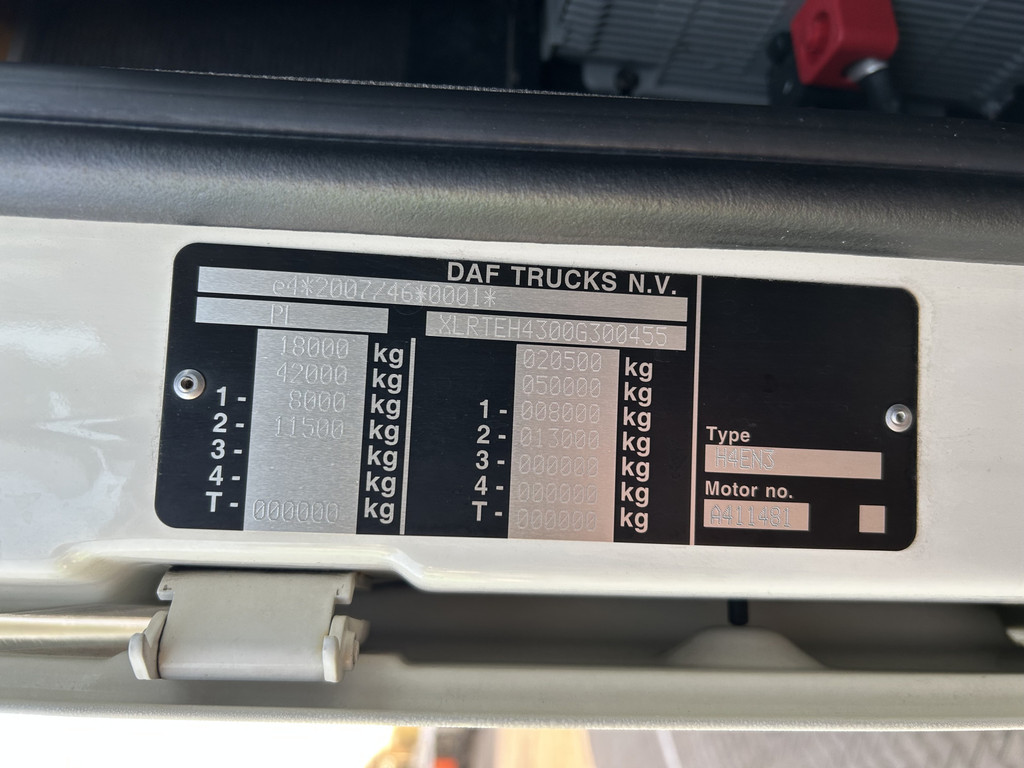 DAF TRUCKS N.V.
e4*2007/46*0001*
PL XLRTEH4300G300455
18000 kg 020500 kg
42000 kg 050000 kg
1 - 8000 kg 1 - 008000 kg
2 - 11500 kg 2 - 013000 kg
3 - kg 3 - 000000 kg
4 - kg 4 - 000000 kg
T - 000000 kg T - 000000 kg
Type
H4EN3
Motor no.
A411481